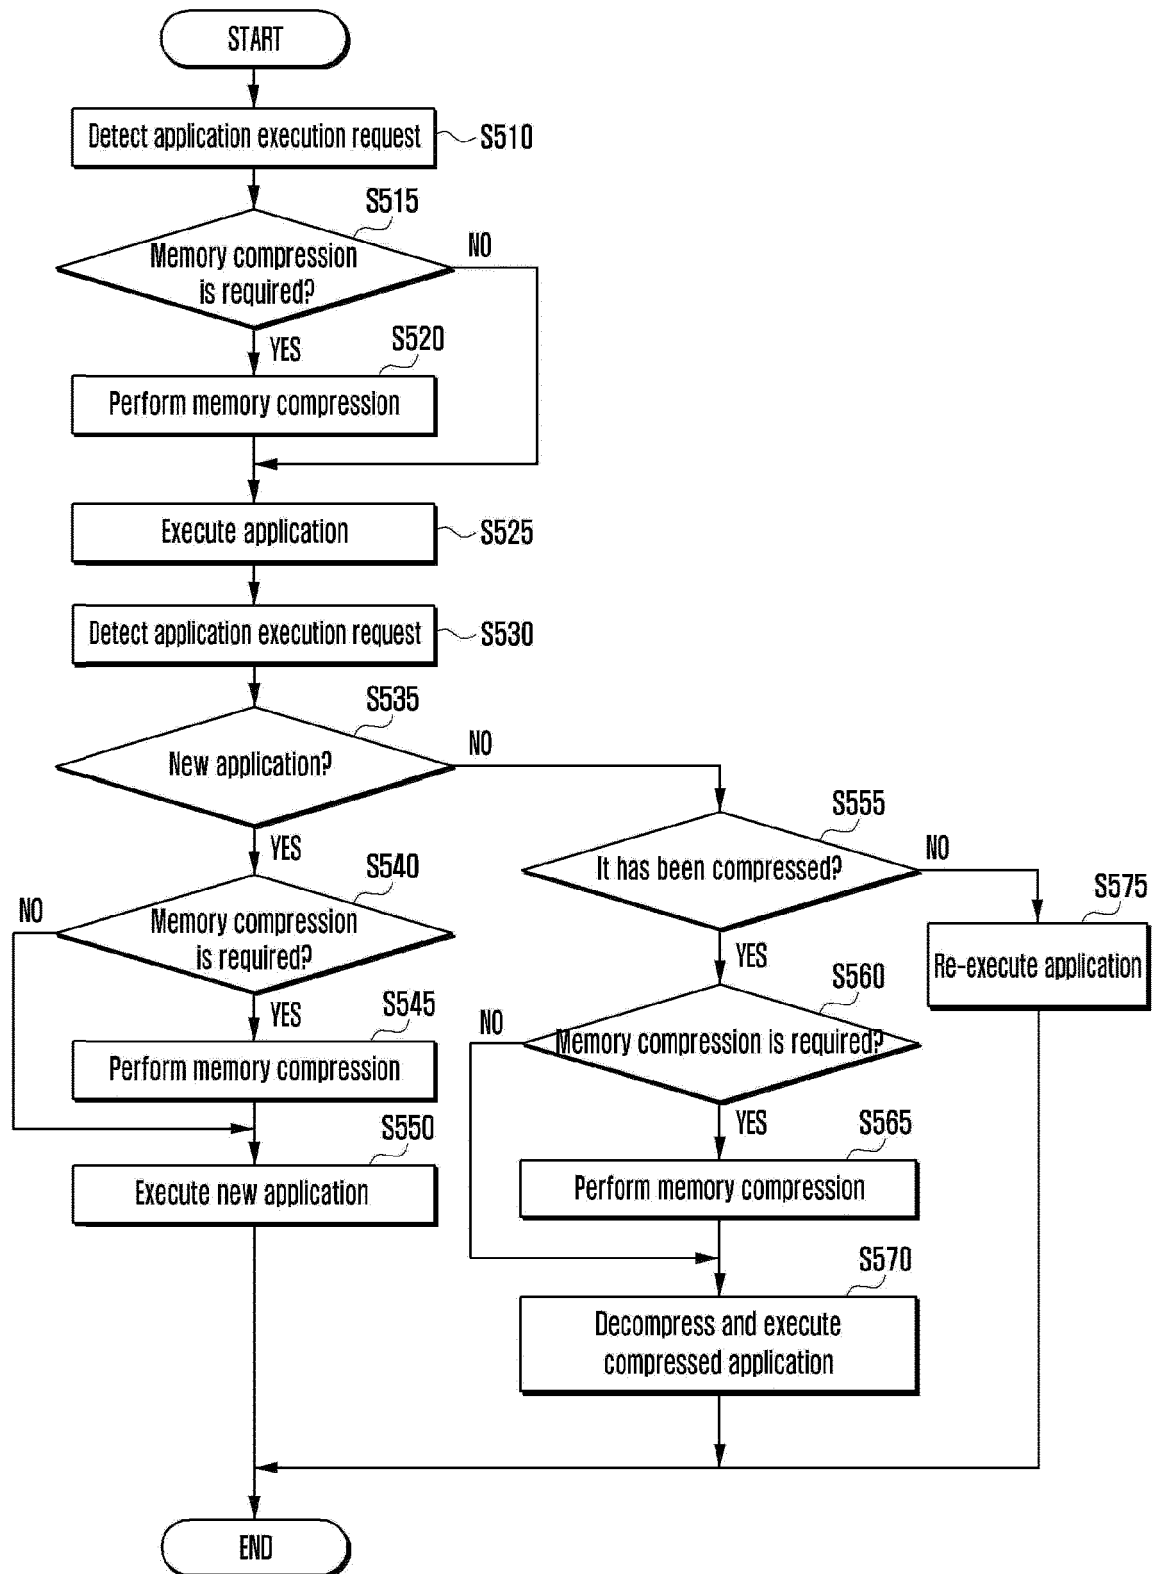 START
Detect application execution request
S510
S515
Memory compression
is required?
NO
YES
S520
Perform memory compression
Execute application
S525
Detect application execution request
S530
S535
New application?
NO
YES
S540
Memory compression
is required?
NO
YES
S545
Perform memory compression
S550
Execute new application
S555
It has been compressed?
NO
YES
S575
Re-execute application
S560
Memory compression is required?
NO
YES
S565
Perform memory compression
S570
Decompress and execute
compressed application
END